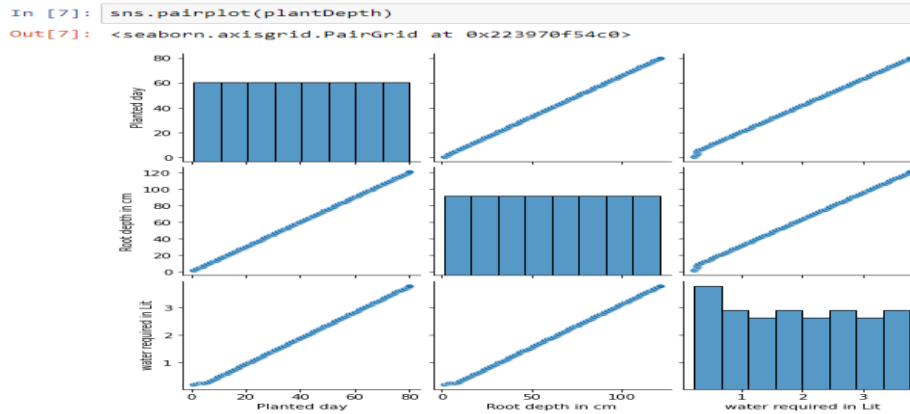 In [7]: sns.pairplot(plantDepth)
Out[7]: <seaborn.axisgrid.PairGrid at 0x223970f54c0>
80
60
40
20
0
Planted day
120
100
80
60
40
20
0
Root depth in cm
3
2
1
water required in Lit
0 20 40 60 80
0 50 100
1 2 3
Planted day
Root depth in cm
water required in Lit